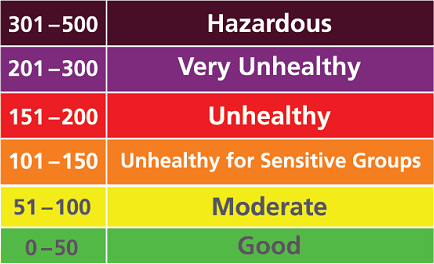 301–500 Hazardous
201–300 Very Unhealthy
151–200 Unhealthy
101–150 Unhealthy for Sensitive Groups
51–100 Moderate
0–50 Good